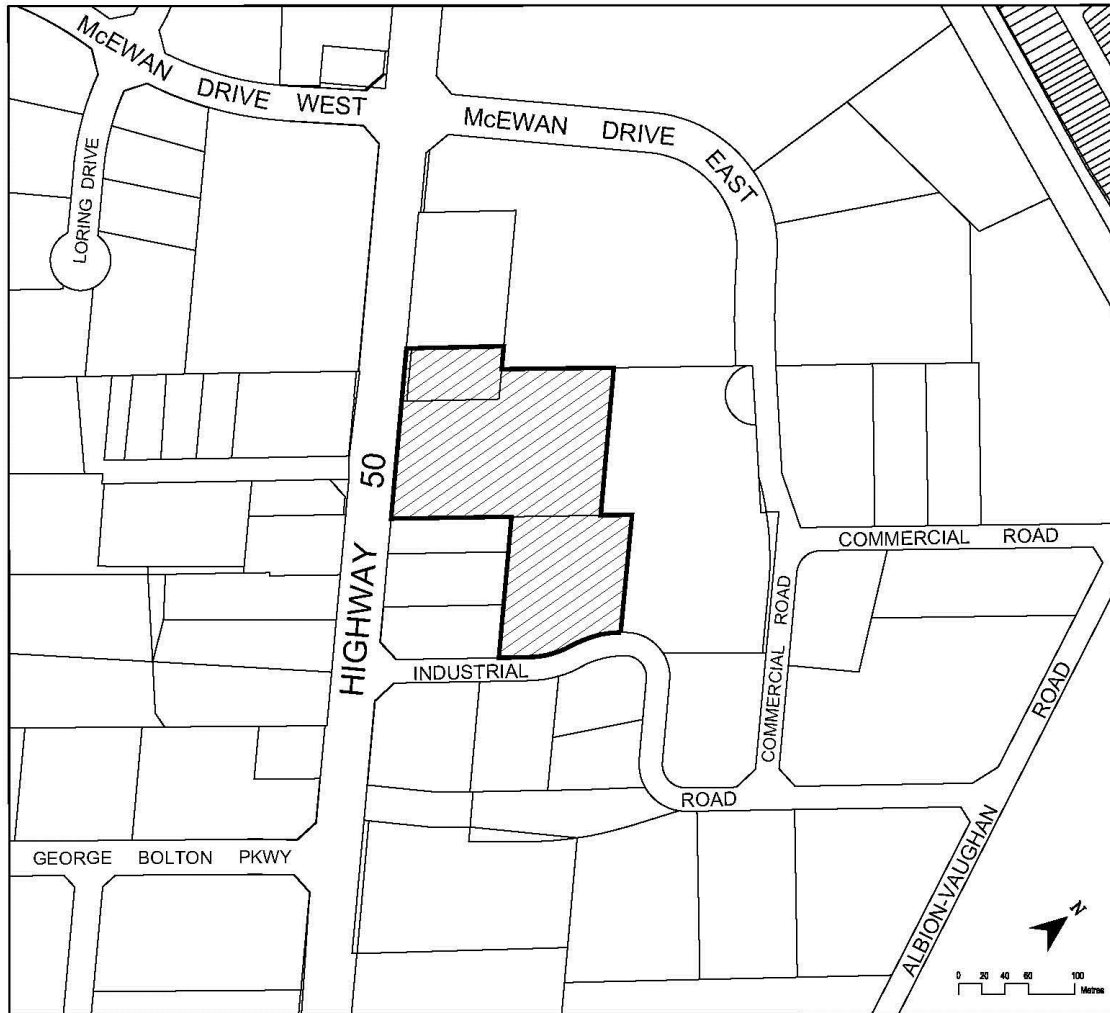 McEWAN DRIVE WEST
McEWAN DRIVE EAST
LORING DRIVE
HIGHWAY 50
COMMERCIAL ROAD
COMMERCIAL ROAD
INDUSTRIAL
ROAD
ROAD
ALBION-VAUGHAN
GEORGE BOLTON PKWY
N
0 20 40 60 100
Metres